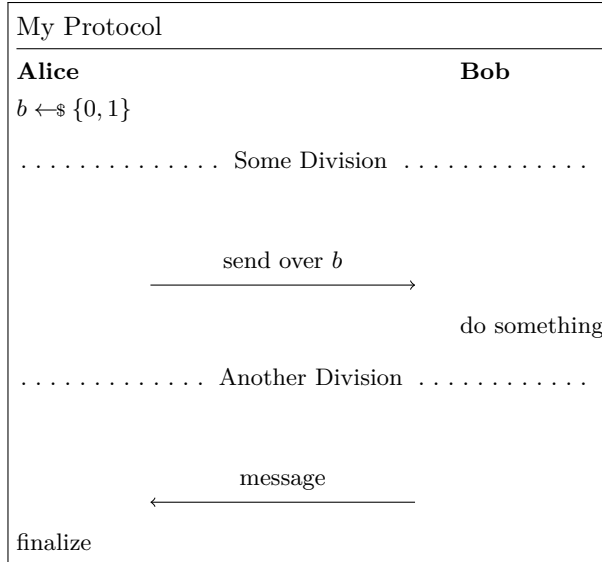 My Protocol
Alice Bob
b ←$ {0, 1}
. . . . . . . . . . . . . . Some Division . . . . . . . . . . . . .
send over b
do something
. . . . . . . . . . . . . Another Division . . . . . . . . . . . .
message
finalize